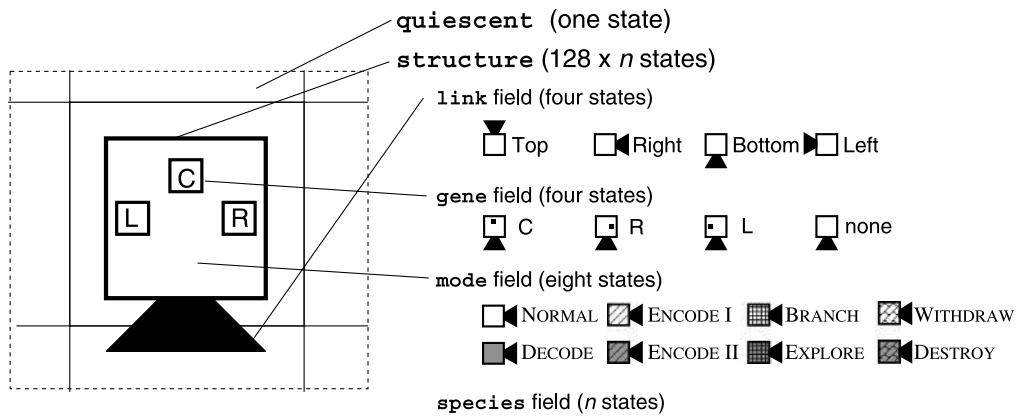 quiescent (one state)
structure (128 x n states)
link field (four states)
Top Right Bottom Left
C
L R
gene field (four states)
C R L none
mode field (eight states)
NORMAL ENCODE I BRANCH WITHDRAW
DECODE ENCODE II EXPLORE DESTROY
species field (n states)